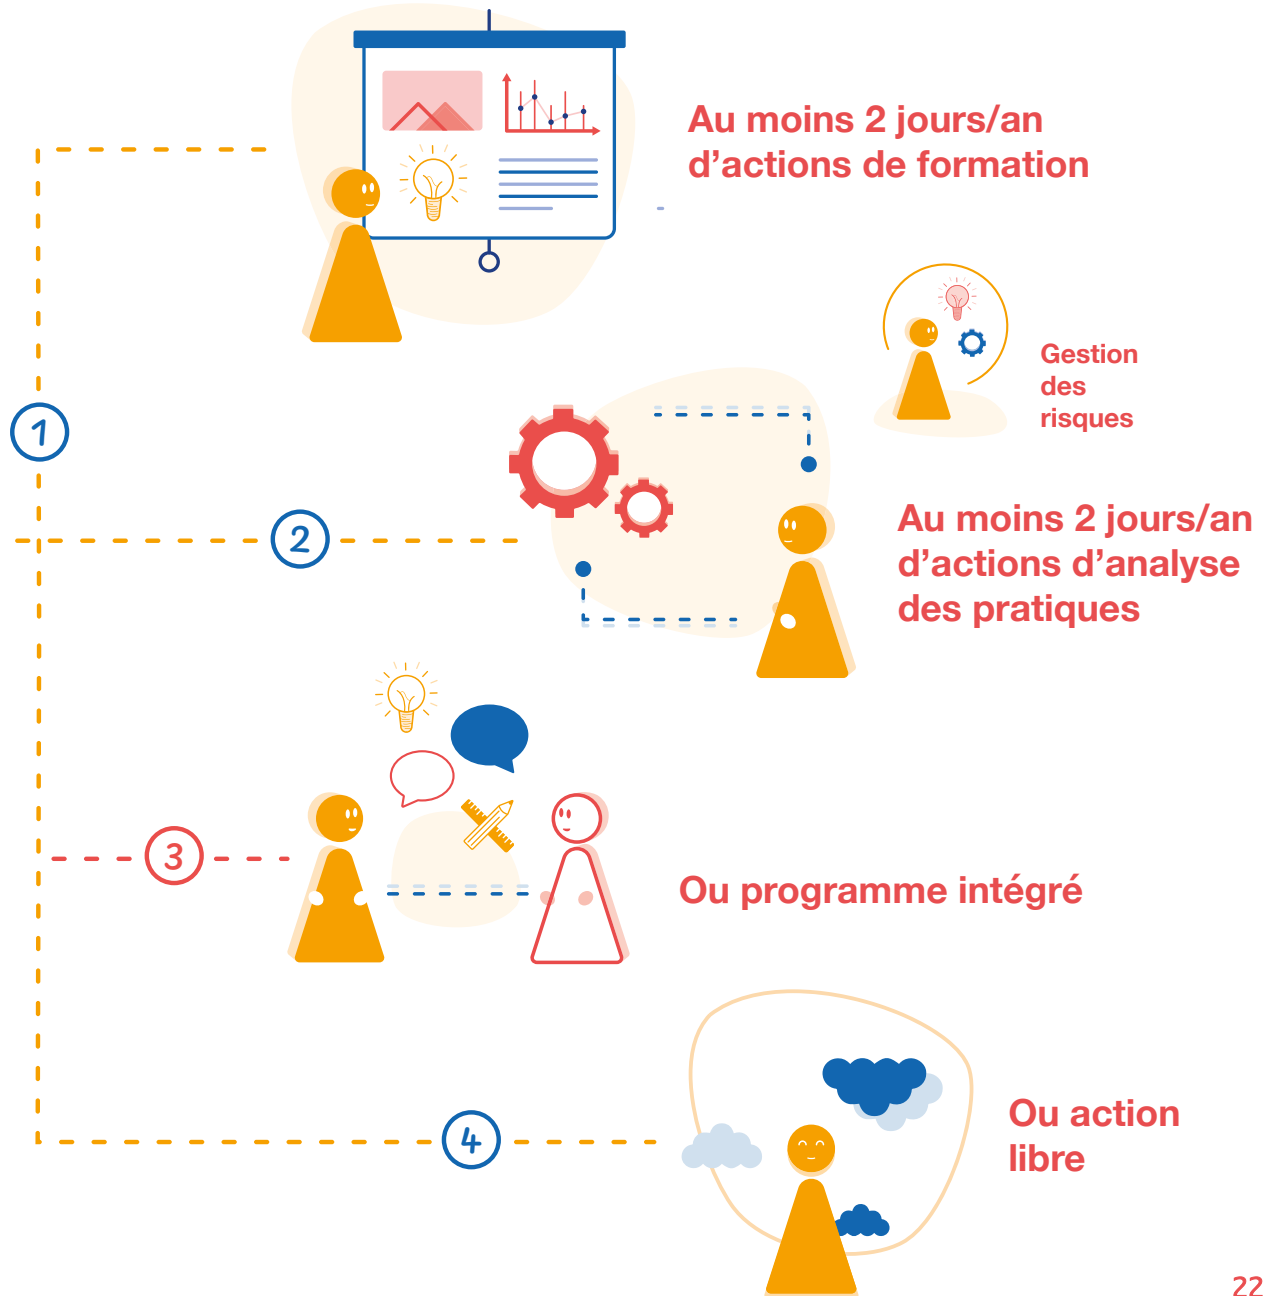 Au moins 2 jours/an
d’actions de formation
Gestion
des
risques
1
2
Au moins 2 jours/an
d’actions d’analyse
des pratiques
3
Ou programme intégré
4
Ou action
libre
22